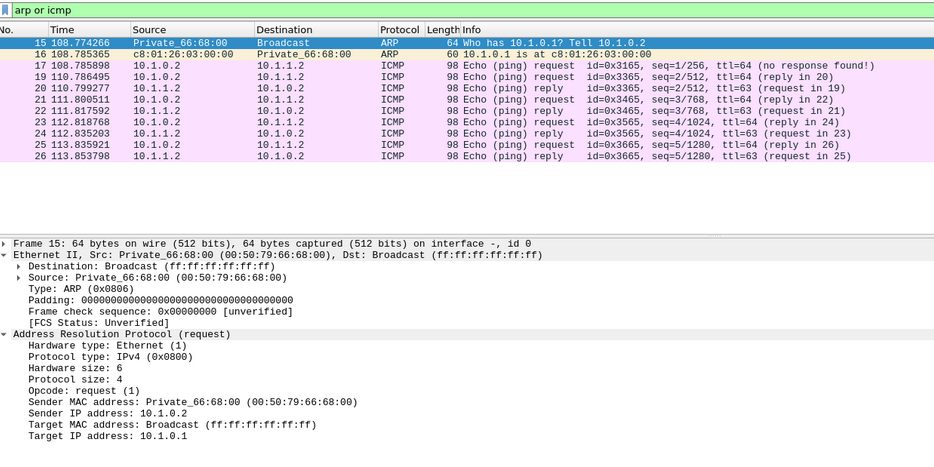 arp or icmp
No. Time Source Destination Protocol Length Info
15 108.774266 Private_66:68:00 Broadcast ARP 64 Who has 10.1.0.1? Tell 10.1.0.2
16 108.785365 c8:01:26:03:00:00 Private_66:68:00 ARP 60 10.1.0.1 is at c8:01:26:03:00:00
17 108.785898 10.1.0.2 10.1.1.2 ICMP 98 Echo (ping) request id=0x3165, seq=1/256, ttl=64 (no response found!)
19 110.786495 10.1.0.2 10.1.1.2 ICMP 98 Echo (ping) request id=0x3365, seq=2/512, ttl=64 (reply in 20)
20 110.799277 10.1.1.2 10.1.0.2 ICMP 98 Echo (ping) reply id=0x3365, seq=2/512, ttl=63 (request in 19)
21 111.800511 10.1.0.2 10.1.1.2 ICMP 98 Echo (ping) request id=0x3465, seq=3/768, ttl=64 (reply in 22)
22 111.817592 10.1.1.2 10.1.0.2 ICMP 98 Echo (ping) reply id=0x3465, seq=3/768, ttl=63 (request in 21)
23 112.818768 10.1.0.2 10.1.1.2 ICMP 98 Echo (ping) request id=0x3565, seq=4/1024, ttl=64 (reply in 24)
24 112.835203 10.1.1.2 10.1.0.2 ICMP 98 Echo (ping) reply id=0x3565, seq=4/1024, ttl=63 (request in 23)
25 113.835921 10.1.0.2 10.1.1.2 ICMP 98 Echo (ping) request id=0x3665, seq=5/1280, ttl=64 (reply in 26)
26 113.853798 10.1.1.2 10.1.0.2 ICMP 98 Echo (ping) reply id=0x3665, seq=5/1280, ttl=63 (request in 25)
Frame 15: 64 bytes on wire (512 bits), 64 bytes captured (512 bits) on interface -, id 0
Ethernet II, Src: Private_66:68:00 (00:50:79:66:68:00), Dst: Broadcast (ff:ff:ff:ff:ff:ff)
Destination: Broadcast (ff:ff:ff:ff:ff:ff)
Source: Private_66:68:00 (00:50:79:66:68:00)
Type: ARP (0x0806)
Padding: 000000000000000000000000000000000000
Frame check sequence: 0x00000000 [unverified]
[FCS Status: Unverified]
Address Resolution Protocol (request)
Hardware type: Ethernet (1)
Protocol type: IPv4 (0x0800)
Hardware size: 6
Protocol size: 4
Opcode: request (1)
Sender MAC address: Private_66:68:00 (00:50:79:66:68:00)
Sender IP address: 10.1.0.2
Target MAC address: Broadcast (ff:ff:ff:ff:ff:ff)
Target IP address: 10.1.0.1